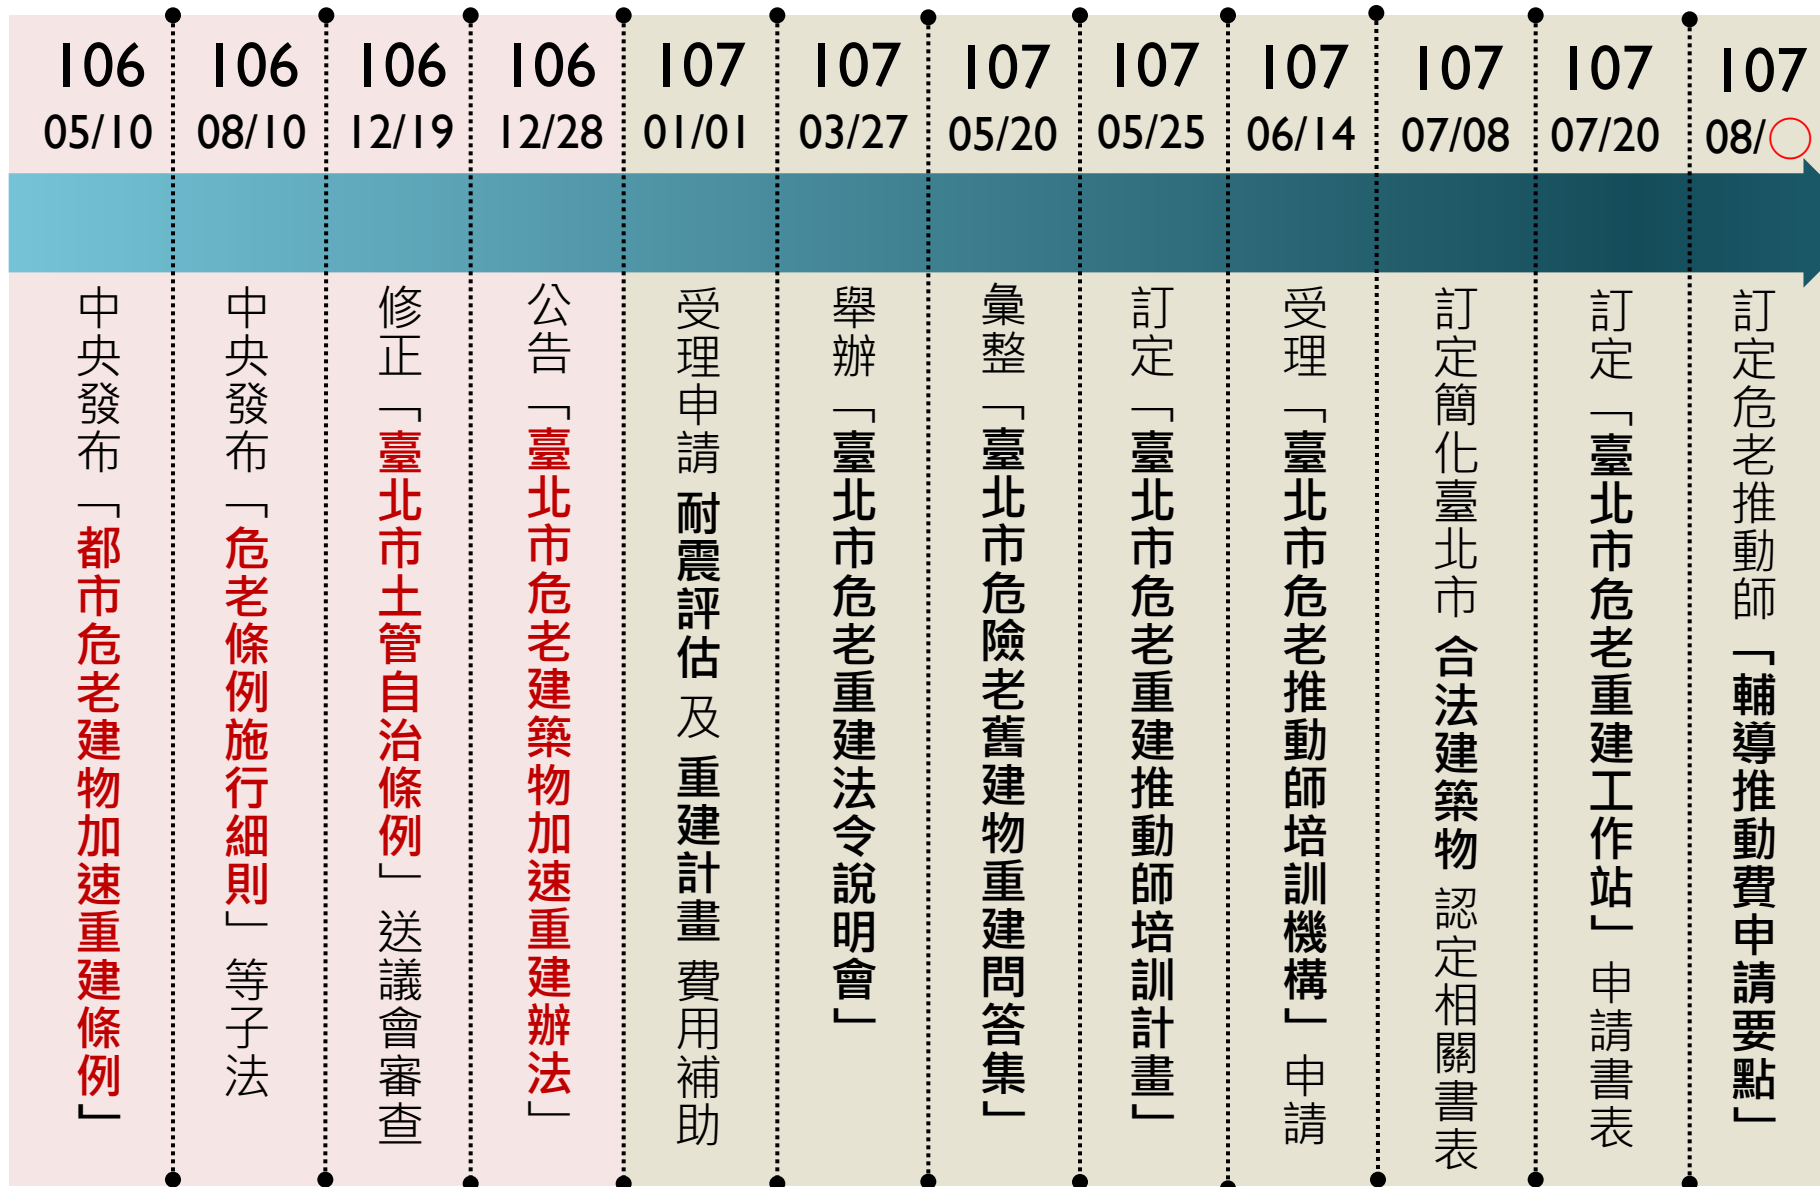 106
05/10
中央發布「都市危老建物加速重建條例」
106
08/10
中央發布「危老條例施行細則」等子法
106
12/19
修正「臺北市土管自治條例」送議會審查
106
12/28
公告「臺北市危老建築物加速重建辦法」
107
01/01
受理申請 耐震評估 及 重建計畫 費用補助
107
03/27
舉辦「臺北市危老重建法令說明會」
107
05/20
彙整「臺北市危險老舊建物重建問答集」
107
05/25
訂定「臺北市危老重建推動師培訓計畫」
107
06/14
受理「臺北市危老推動師培訓機構」申請
107
07/08
訂定簡化臺北市 合法建築物 認定相關書表
107
07/20
訂定「臺北市危老重建工作站」申請書表
107
08/○
訂定危老推動師「輔導推動費申請要點」